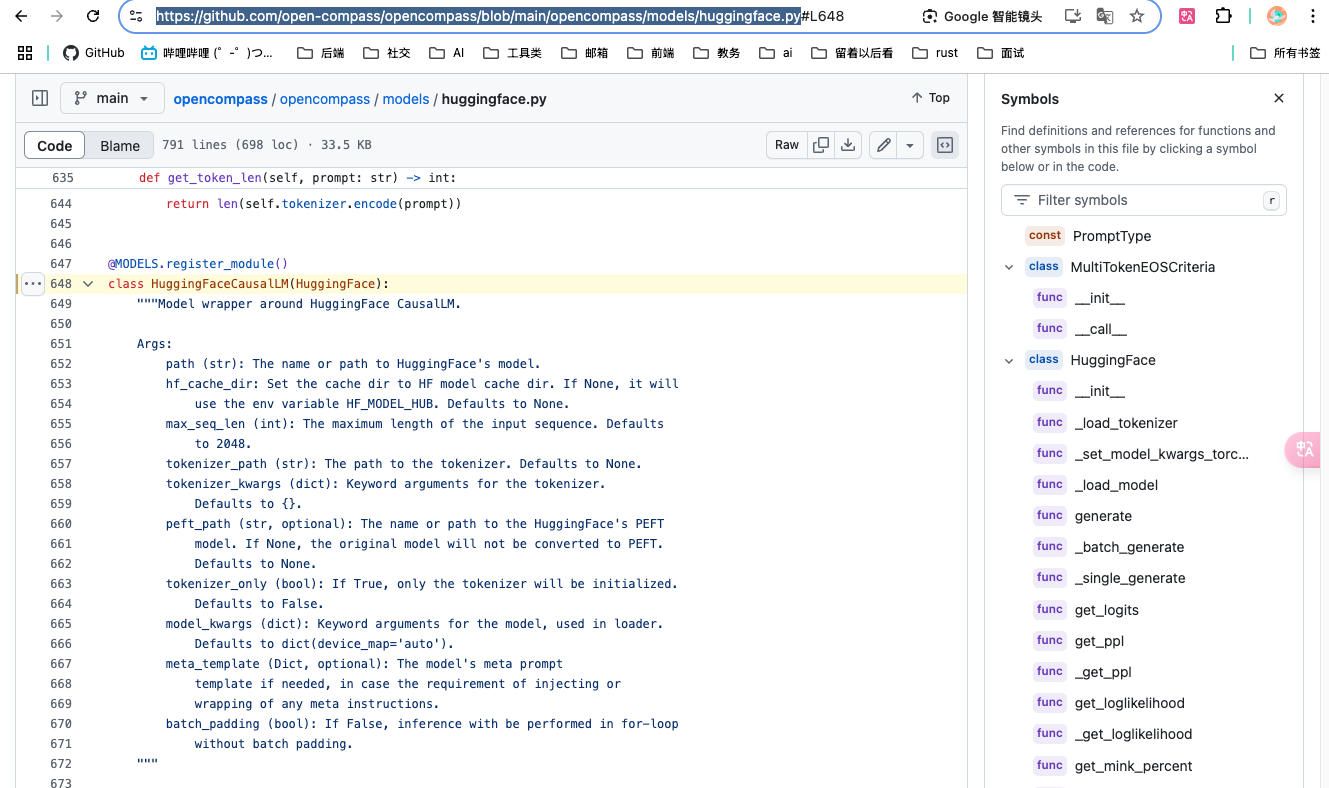 https://github.com/open-compass/opencompass/blob/main/opencompass/models/huggingface.py#L648
Google 智能镜头
GitHub
哔哩哔哩 (゜-゜)つ...
后端
社交
AI
工具类
邮箱
前端
教务
ai
留着以后看
rust
面试
所有书签
main
opencompass / opencompass / models / huggingface.py
Top
Code
Blame
791 lines (698 loc) · 33.5 KB
Raw
635 def get_token_len(self, prompt: str) -> int:
644 return len(self.tokenizer.encode(prompt))
645
646
647 @MODELS.register_module()
648 class HuggingFaceCausalLM(HuggingFace):
649 """Model wrapper around HuggingFace CausalLM.
650
651 Args:
652 path (str): The name or path to HuggingFace's model.
653 hf_cache_dir: Set the cache dir to HF model cache dir. If None, it will
654 use the env variable HF_MODEL_HUB. Defaults to None.
655 max_seq_len (int): The maximum length of the input sequence. Defaults
656 to 2048.
657 tokenizer_path (str): The path to the tokenizer. Defaults to None.
658 tokenizer_kwargs (dict): Keyword arguments for the tokenizer.
659 Defaults to {}.
660 peft_path (str, optional): The name or path to the HuggingFace's PEFT
661 model. If None, the original model will not be converted to PEFT.
662 Defaults to None.
663 tokenizer_only (bool): If True, only the tokenizer will be initialized.
664 Defaults to False.
665 model_kwargs (dict): Keyword arguments for the model, used in loader.
666 Defaults to dict(device_map='auto').
667 meta_template (Dict, optional): The model's meta prompt
668 template if needed, in case the requirement of injecting or
669 wrapping of any meta instructions.
670 batch_padding (bool): If False, inference with be performed in for-loop
671 without batch padding.
672 """
673
Symbols
Find definitions and references for functions and
other symbols in this file by clicking a symbol
below or in the code.
Filter symbols
r
const PromptType
class MultiTokenEOSCriteria
func __init__
func __call__
class HuggingFace
func __init__
func _load_tokenizer
func _set_model_kwargs_torc...
func _load_model
func generate
func _batch_generate
func _single_generate
func get_logits
func get_ppl
func _get_ppl
func get_loglikelihood
func _get_loglikelihood
func get_mink_percent